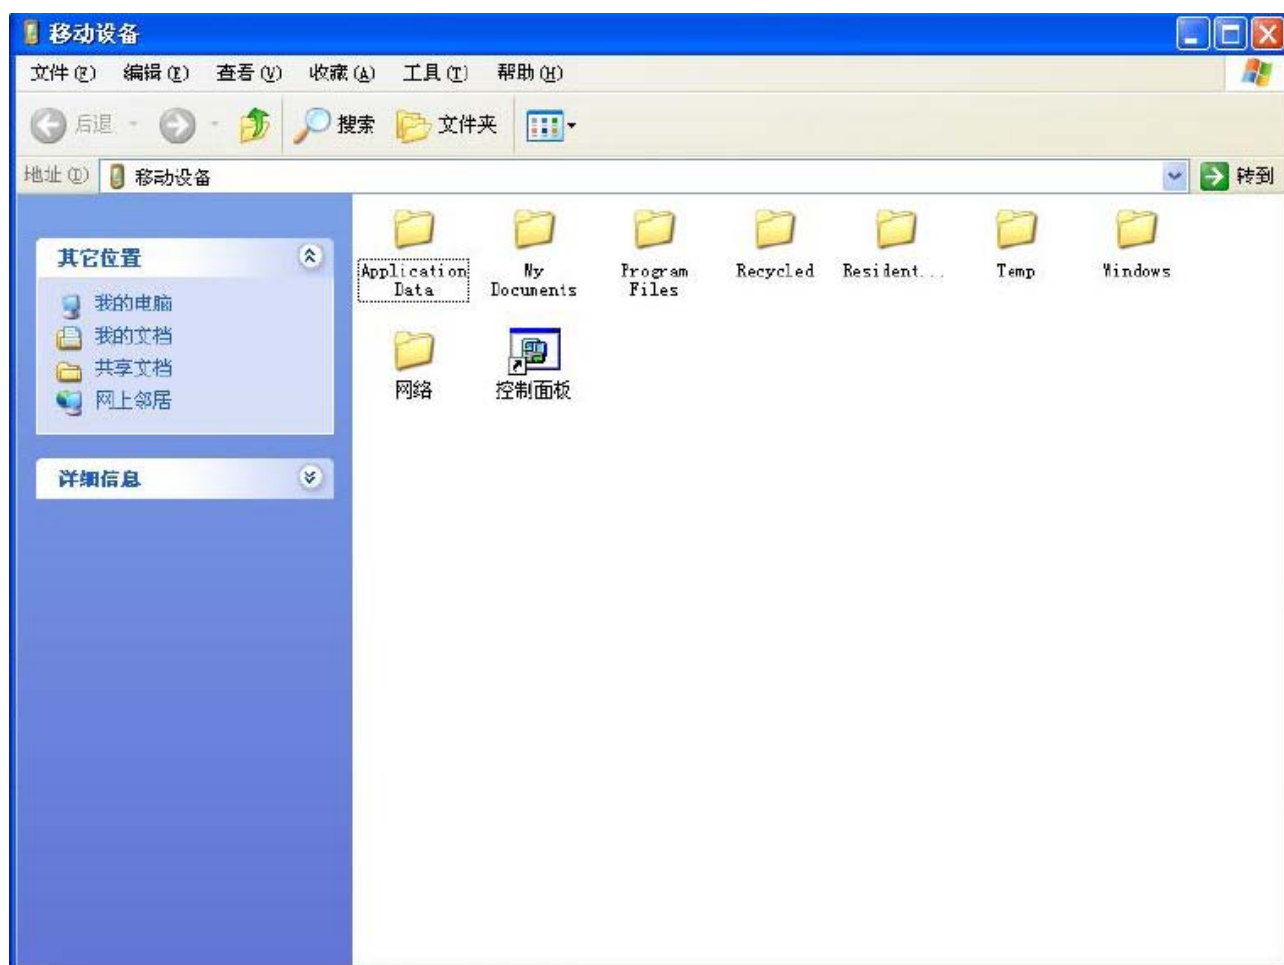 移动设备
文件(F) 编辑(E) 查看(V) 收藏(A) 工具(T) 帮助(H)
后退 搜索 文件夹
地址(D) 移动设备 转到
其它位置
我的电脑
我的文档
共享文档
网上邻居
详细信息
Application Data
My Documents
Program Files
Recycled
Resident...
Temp
Windows
网络
控制面板